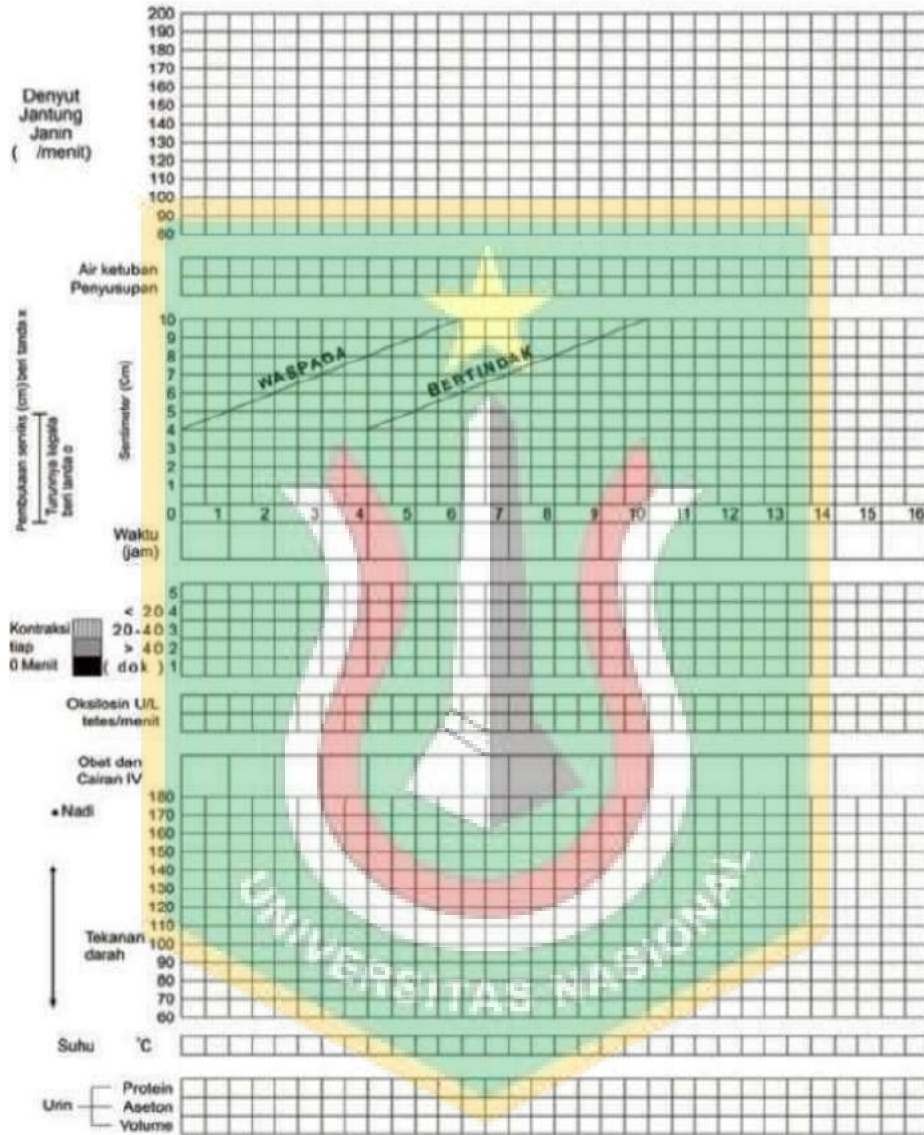 200
190
180
170
160
150
140
130
120
110
100
90
80
Denyut
Jantung
Janin
( /menit)
Air ketuban
Penyusupan
Pembukaan serviks (cm) beri tanda x
Turunnya kepala
beri tanda o
Sentimeter (Cm)
10
9
8
7
6
5
4
3
2
1
0
WASPADA
BERTINDAK
1 2 3 4 5 6 7 8 9 10 11 12 13 14 15 16
Waktu
(jam)
Kontraksi
tiap
0 Menit
< 20
20-40
> 40
( dok )
5
4
3
2
1
Oksilosin U/L
tetes/menit
Obat dan
Cairan IV
•Nadi
Tekanan
darah
180
170
160
150
140
130
120
110
100
90
80
70
60
UNIVERSITAS NASIONAL
Suhu °C
Urin
Protein
Aseton
Volume